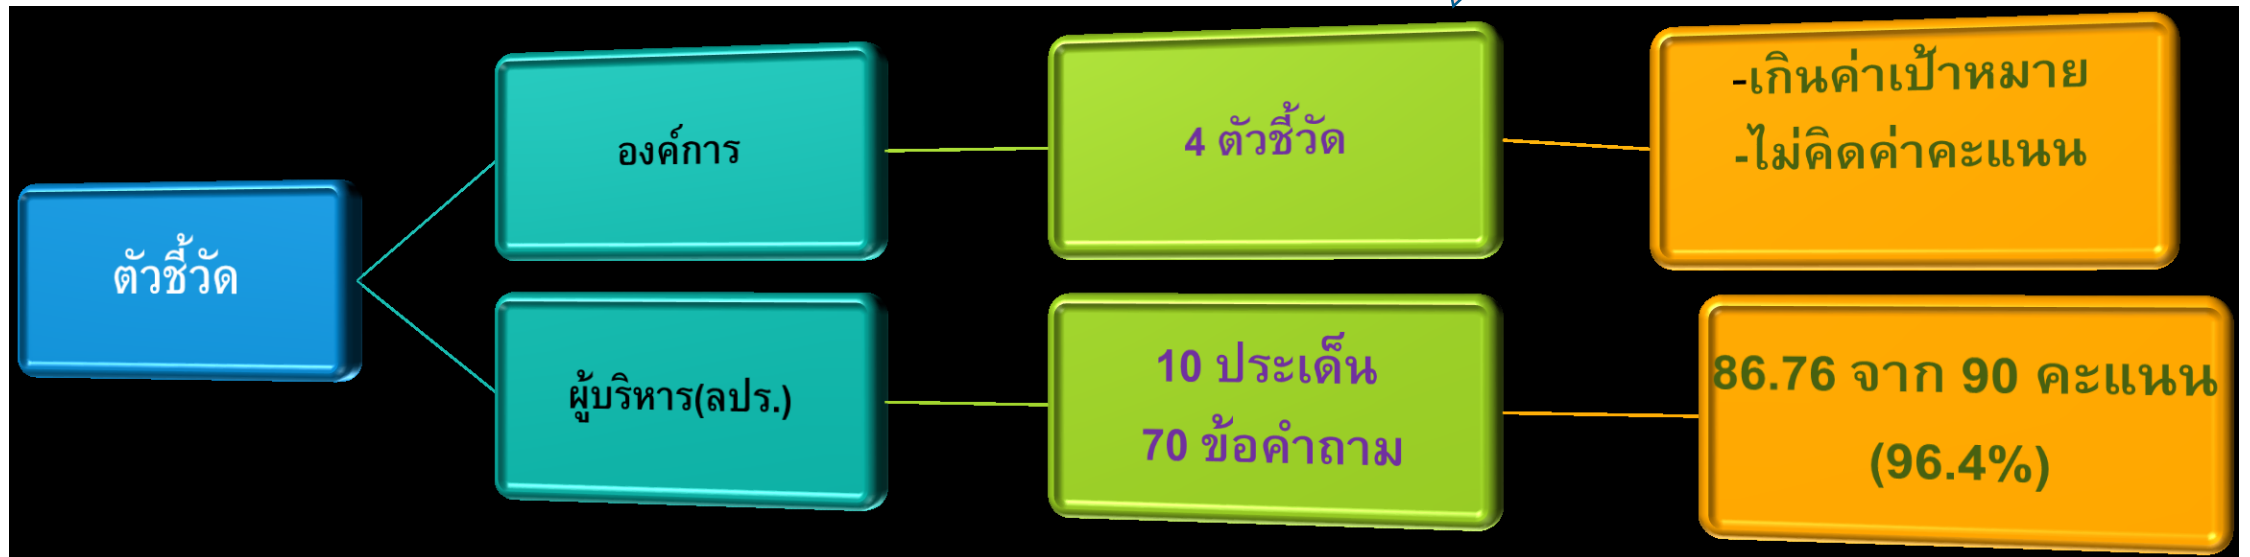 ตัวชี้วัด
องค์การ
4 ตัวชี้วัด
-เกินค่าเป้าหมาย
-ไม่คิดค่าคะแนน
ผู้บริหาร(ลปร.)
10 ประเด็น
70 ข้อคำถาม
86.76 จาก 90 คะแนน
(96.4%)